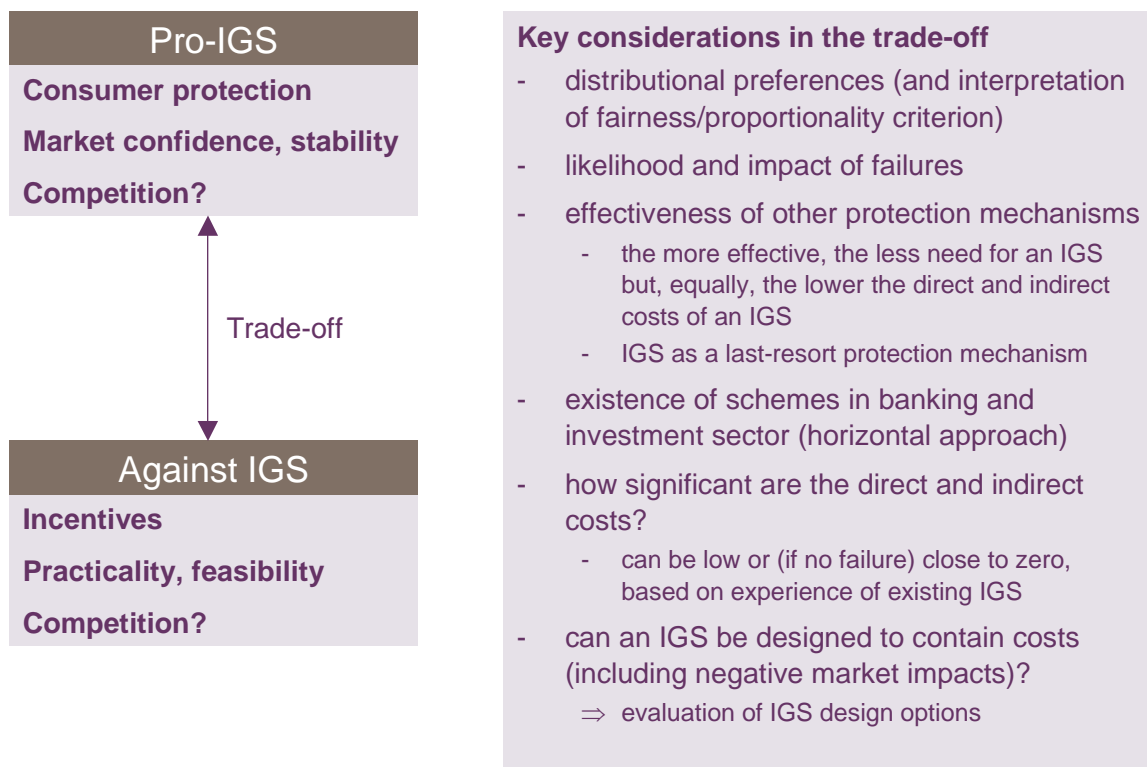 Pro-IGS
Consumer protection
Market confidence, stability
Competition?
Trade-off
Against IGS
Incentives
Practicality, feasibility
Competition?
Key considerations in the trade-off
- distributional preferences (and interpretation
of fairness/proportionality criterion)
- likelihood and impact of failures
- effectiveness of other protection mechanisms
- the more effective, the less need for an IGS
but, equally, the lower the direct and indirect
costs of an IGS
- IGS as a last-resort protection mechanism
- existence of schemes in banking and
investment sector (horizontal approach)
- how significant are the direct and indirect
costs?
- can be low or (if no failure) close to zero,
based on experience of existing IGS
- can an IGS be designed to contain costs
(including negative market impacts)?
⇒ evaluation of IGS design options